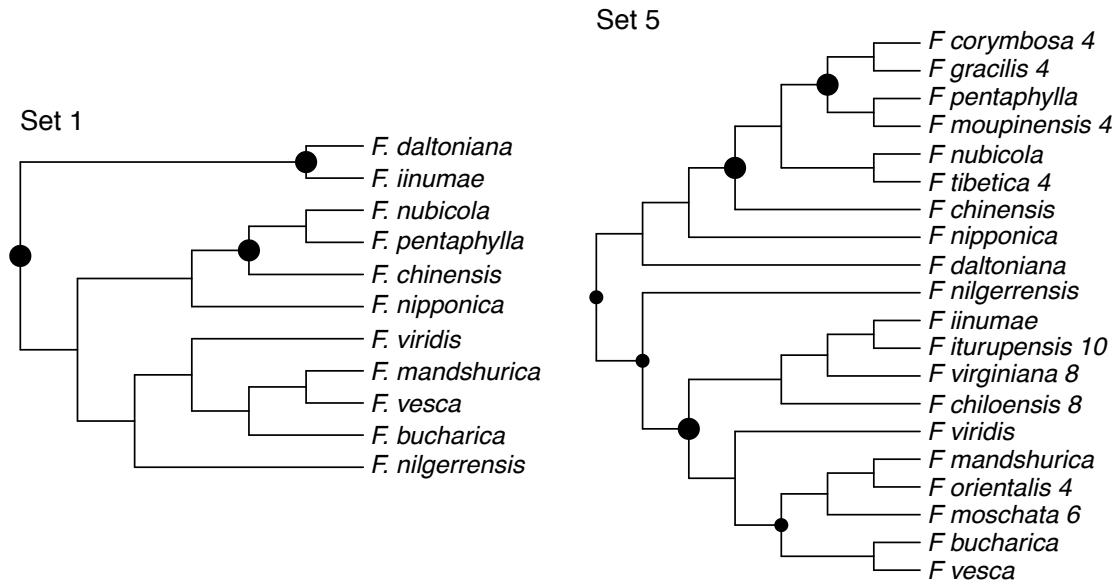 Set 1
F. daltoniana
F. iinumae
F. nubicola
F. pentaphylla
F. chinensis
F. nipponica
F. viridis
F. mandshurica
F. vesca
F. bucharica
F. nilgerrensis
Set 5
F corymbosa 4
F gracilis 4
F pentaphylla
F moupinensis 4
F nubicola
F tibetica 4
F chinensis
F nipponica
F daltoniana
F nilgerrensis
F iinumae
F iturupensis 10
F virginiana 8
F chiloensis 8
F viridis
F mandshurica
F orientalis 4
F moschata 6
F bucharica
F vesca